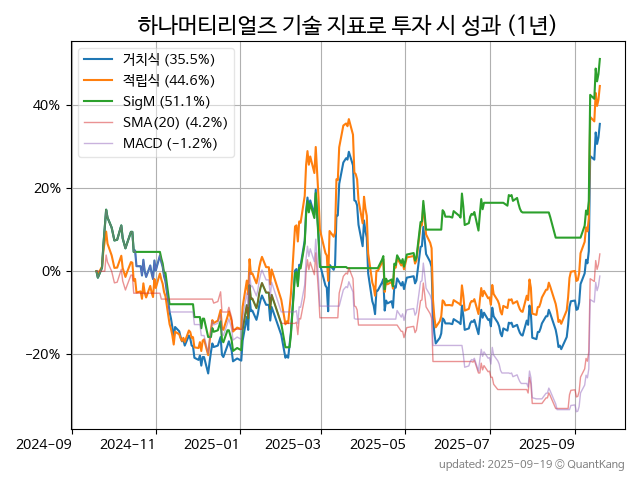 하나머티리얼즈 기술 지표로 투자 시 성과 (1년)
거치식 (35.5%)
적립식 (44.6%)
SigM (51.1%)
SMA(20) (4.2%)
MACD (−1.2%)
40%
20%
0%
−20%
2024-09 2024-11 2025-01 2025-03 2025-05 2025-07 2025-09
updated: 2025-09-19 ⓒ QuantKang